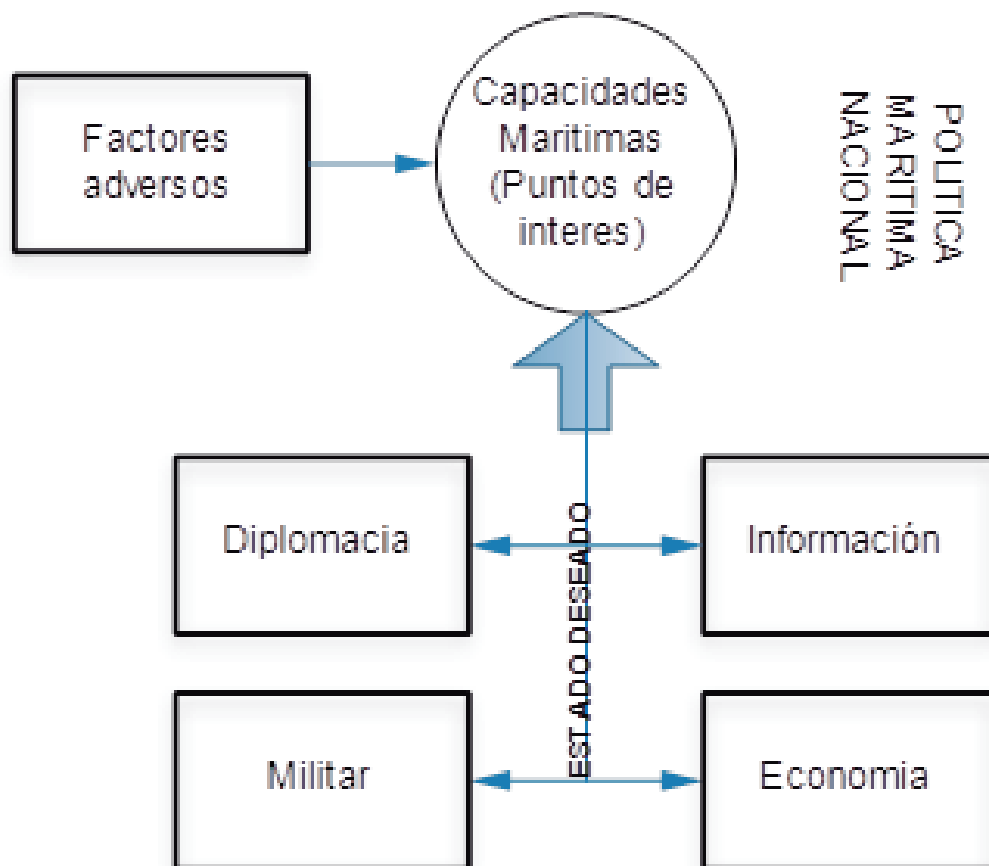 Factores
adversos
Capacidades
Maritimas
(Puntos de
interes)
POLITICA
MARITIMA
NACIONAL
Diplomacia
Información
ESTADO DESEADO
Militar
Economia